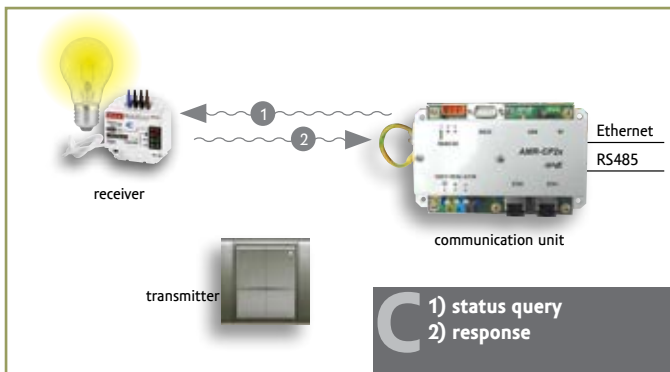 1
2
Ethernet
AMR-CP2x
RS485
receiver
communication unit
transmitter
C
1) status query
2) response